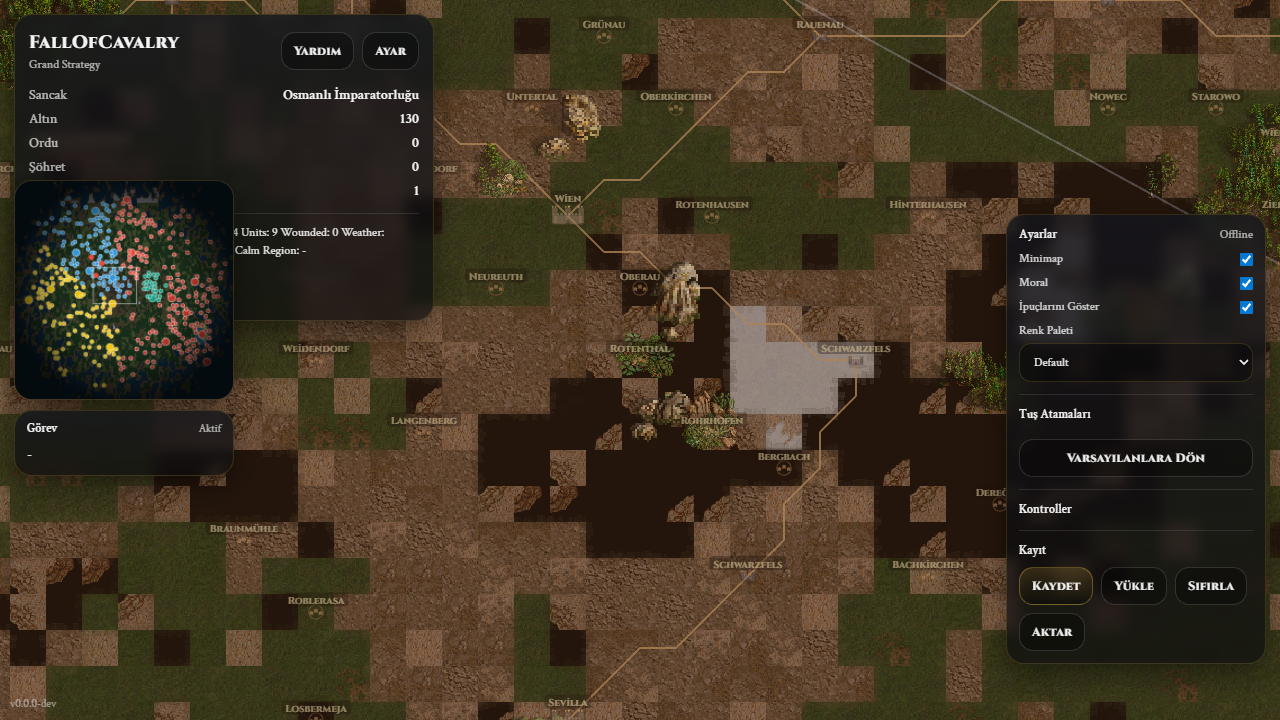 FallOfCavalry
Grand Strategy
Yardım
Ayar
Sancak
Osmanlı İmparatorluğu
Altın
130
Ordu
0
Şöhret
0
1
4 Units: 9 Wounded: 0 Weather:
Calm Region: -
Görev
Aktif
-
Ayarlar
Offline
Minimap
Moral
İpuçlarını Göster
Renk Paleti
Default
Tuş Atamaları
Varsayılanlara Dön
Kontroller
Kayıt
Kaydet
Yükle
Sıfırla
Aktar
Grünau
Rauenau
Untertal
Oberkirchen
Nowec
Starowo
Wien
Rotenhausen
Hinterhausen
Neureuth
Oberau
Weidendorf
Rotenthal
Schwarzfels
Langenberg
Rohrhofen
Bergbach
Braunmühle
Schwarzfels
Bachkirchen
Roblerasa
Sevilla
Losbermeja
v0.0.0-dev